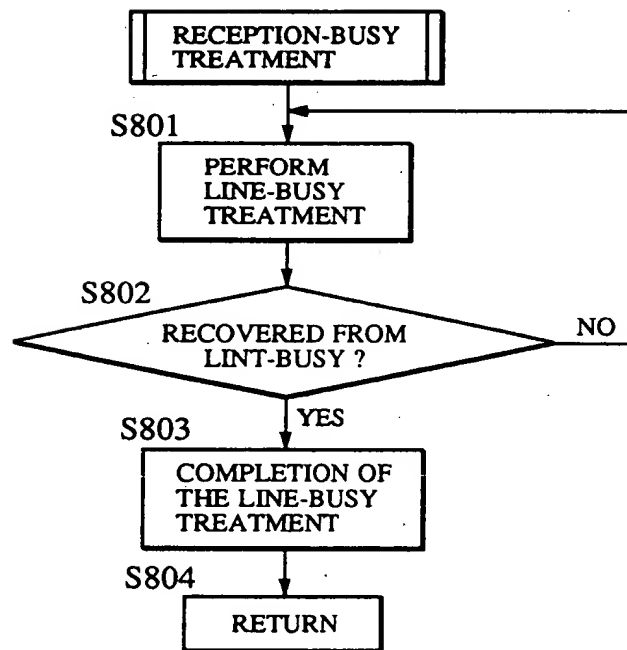 RECEPTION-BUSY
TREATMENT
S801
PERFORM
LINE-BUSY
TREATMENT
S802
RECOVERED FROM
LINT-BUSY ?
NO
YES
S803
COMPLETION OF
THE LINE-BUSY
TREATMENT
S804
RETURN